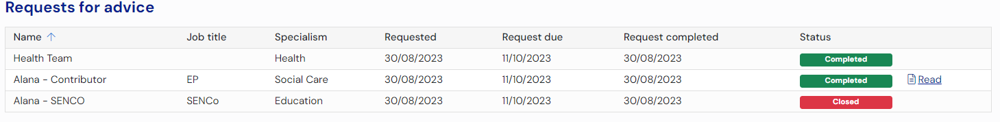 Requests for advice
Name ↑ Job title Specialism Requested Request due Request completed Status
Health Team Health 30/08/2023 11/10/2023 30/08/2023 Completed
Alana - Contributor EP Social Care 30/08/2023 11/10/2023 30/08/2023 Completed Read
Alana - SENCO SENCo Education 30/08/2023 11/10/2023 30/08/2023 Closed